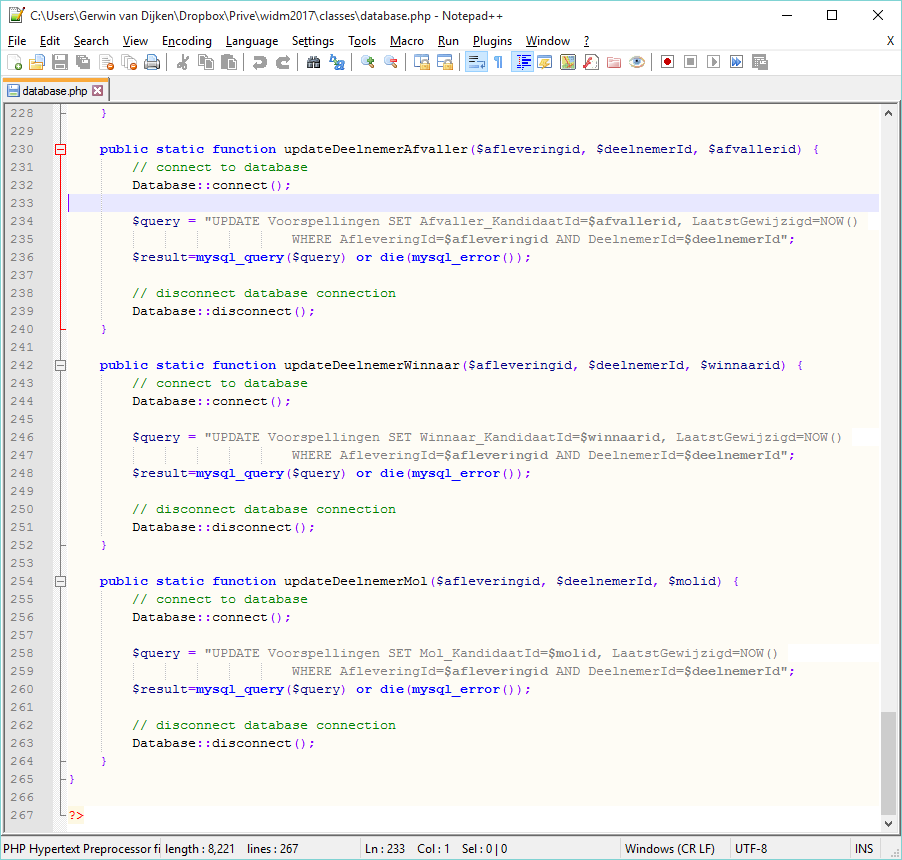 C:\Users\Gerwin van Dijken\Dropbox\Prive\widm2017\classes\database.php - Notepad++
File Edit Search View Encoding Language Settings Tools Macro Run Plugins Window ? X
database.php
228 }
229
230 public static function updateDeelnemerAfvaller($afleveringid, $deelnemerId, $afvallerid) {
231 // connect to database
232 Database::connect();
233
234 $query = "UPDATE Voorspellingen SET Afvaller_KandidaatId=$afvallerid, LaatstGewijzigd=NOW()
235 WHERE AfleveringId=$afleveringid AND DeelnemerId=$deelnemerId";
236 $result=mysql_query($query) or die(mysql_error());
237
238 // disconnect database connection
239 Database::disconnect();
240 }
241
242 public static function updateDeelnemerWinnaar($afleveringid, $deelnemerId, $winnaarid) {
243 // connect to database
244 Database::connect();
245
246 $query = "UPDATE Voorspellingen SET Winnaar_KandidaatId=$winnaarid, LaatstGewijzigd=NOW()
247 WHERE AfleveringId=$afleveringid AND DeelnemerId=$deelnemerId";
248 $result=mysql_query($query) or die(mysql_error());
249
250 // disconnect database connection
251 Database::disconnect();
252 }
253
254 public static function updateDeelnemerMol($afleveringid, $deelnemerId, $molid) {
255 // connect to database
256 Database::connect();
257
258 $query = "UPDATE Voorspellingen SET Mol_KandidaatId=$molid, LaatstGewijzigd=NOW()
259 WHERE AfleveringId=$afleveringid AND DeelnemerId=$deelnemerId";
260 $result=mysql_query($query) or die(mysql_error());
261
262 // disconnect database connection
263 Database::disconnect();
264 }
265 }
266
267 ?>
PHP Hypertext Preprocessor fi length : 8,221 lines : 267 Ln : 233 Col : 1 Sel : 0 | 0 Windows (CR LF) UTF-8 INS